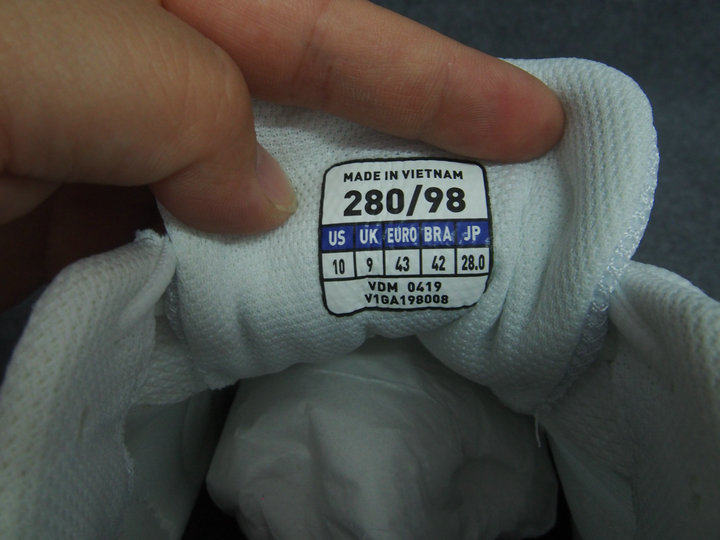 MADE IN VIETNAM
280/98
US UK EURO BRA JP
10 9 43 42 28.0
VDM 0419
V1GA198008